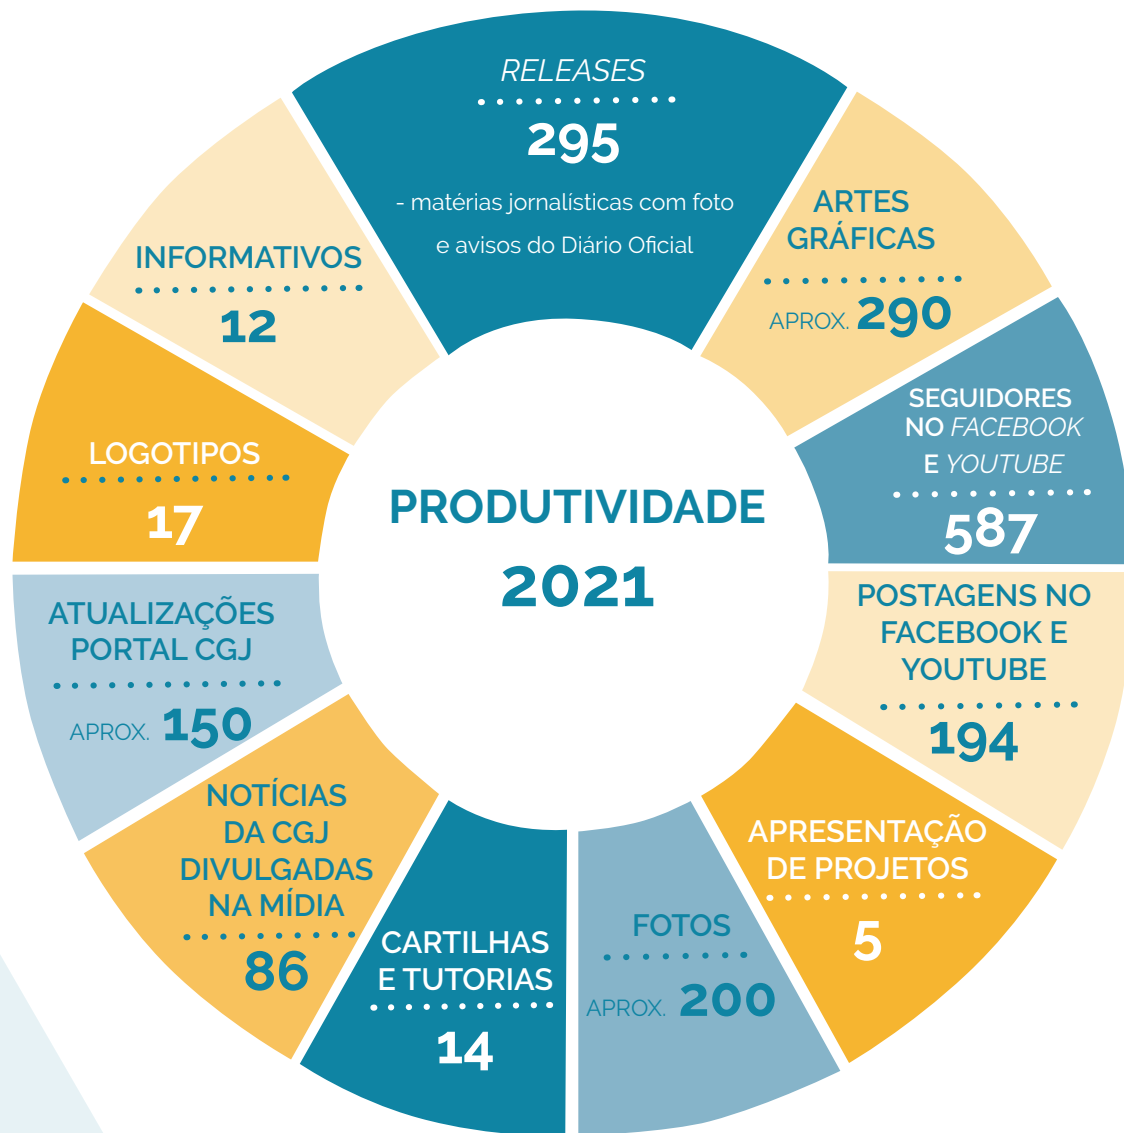 RELEASES
295
- matérias jornalísticas com foto
e avisos do Diário Oficial
ARTES
GRÁFICAS
APROX. 290
SEGUIDORES
NO FACEBOOK
E YOUTUBE
587
POSTAGENS NO
FACEBOOK E
YOUTUBE
194
APRESENTAÇÃO
DE PROJETOS
5
FOTOS
APROX. 200
CARTILHAS
E TUTORIAS
14
NOTÍCIAS
DA CGJ
DIVULGADAS
NA MÍDIA
86
ATUALIZAÇÕES
PORTAL CGJ
APROX. 150
LOGOTIPOS
17
INFORMATIVOS
12
PRODUTIVIDADE
2021